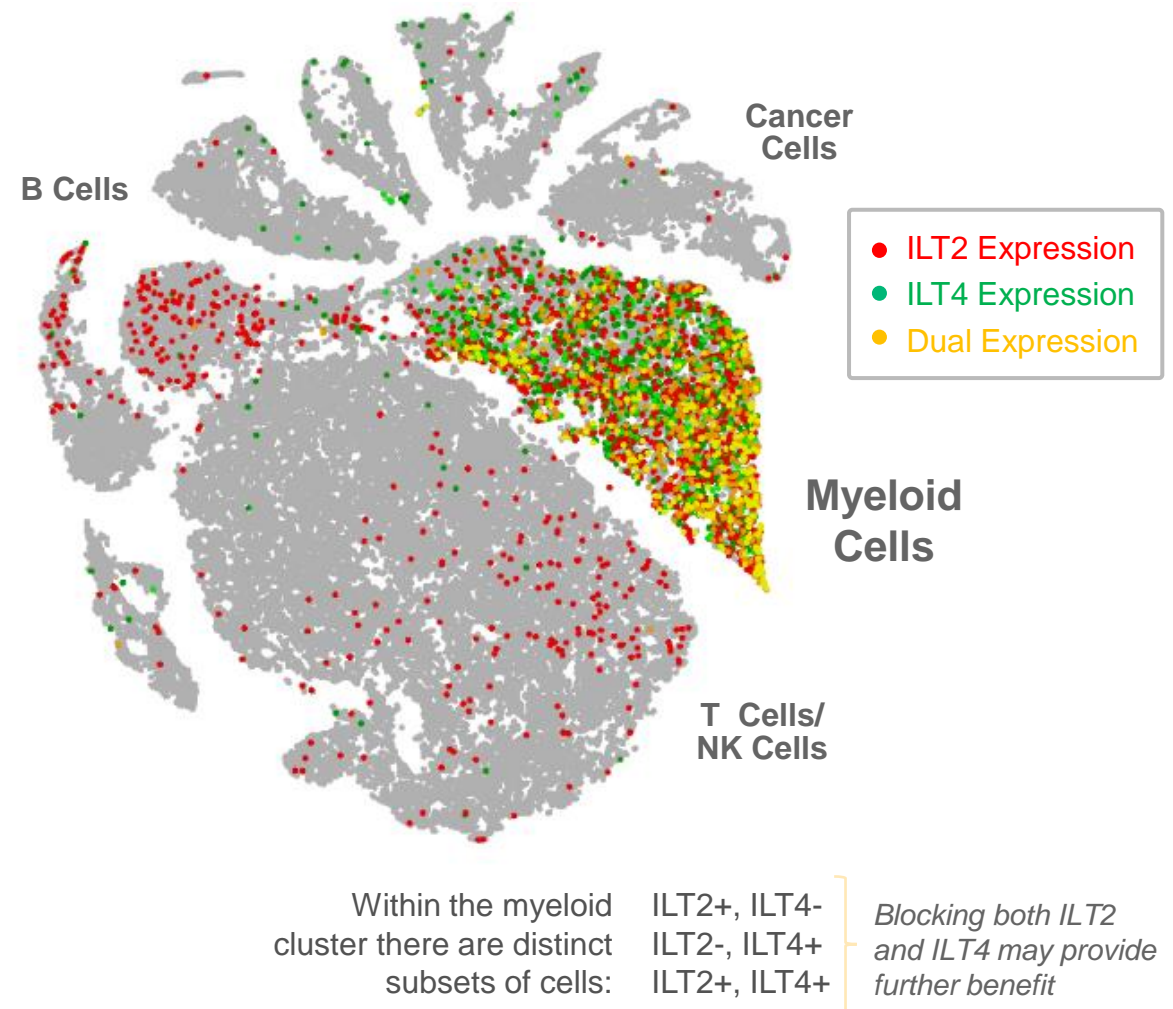 Cancer
Cells
B Cells
ILT2 Expression
ILT4 Expression
Dual Expression
Myeloid
Cells
T Cells/
NK Cells
Within the myeloid
cluster there are distinct
subsets of cells:
ILT2+, ILT4-
ILT2-, ILT4+
ILT2+, ILT4+
Blocking both ILT2
and ILT4 may provide
further benefit